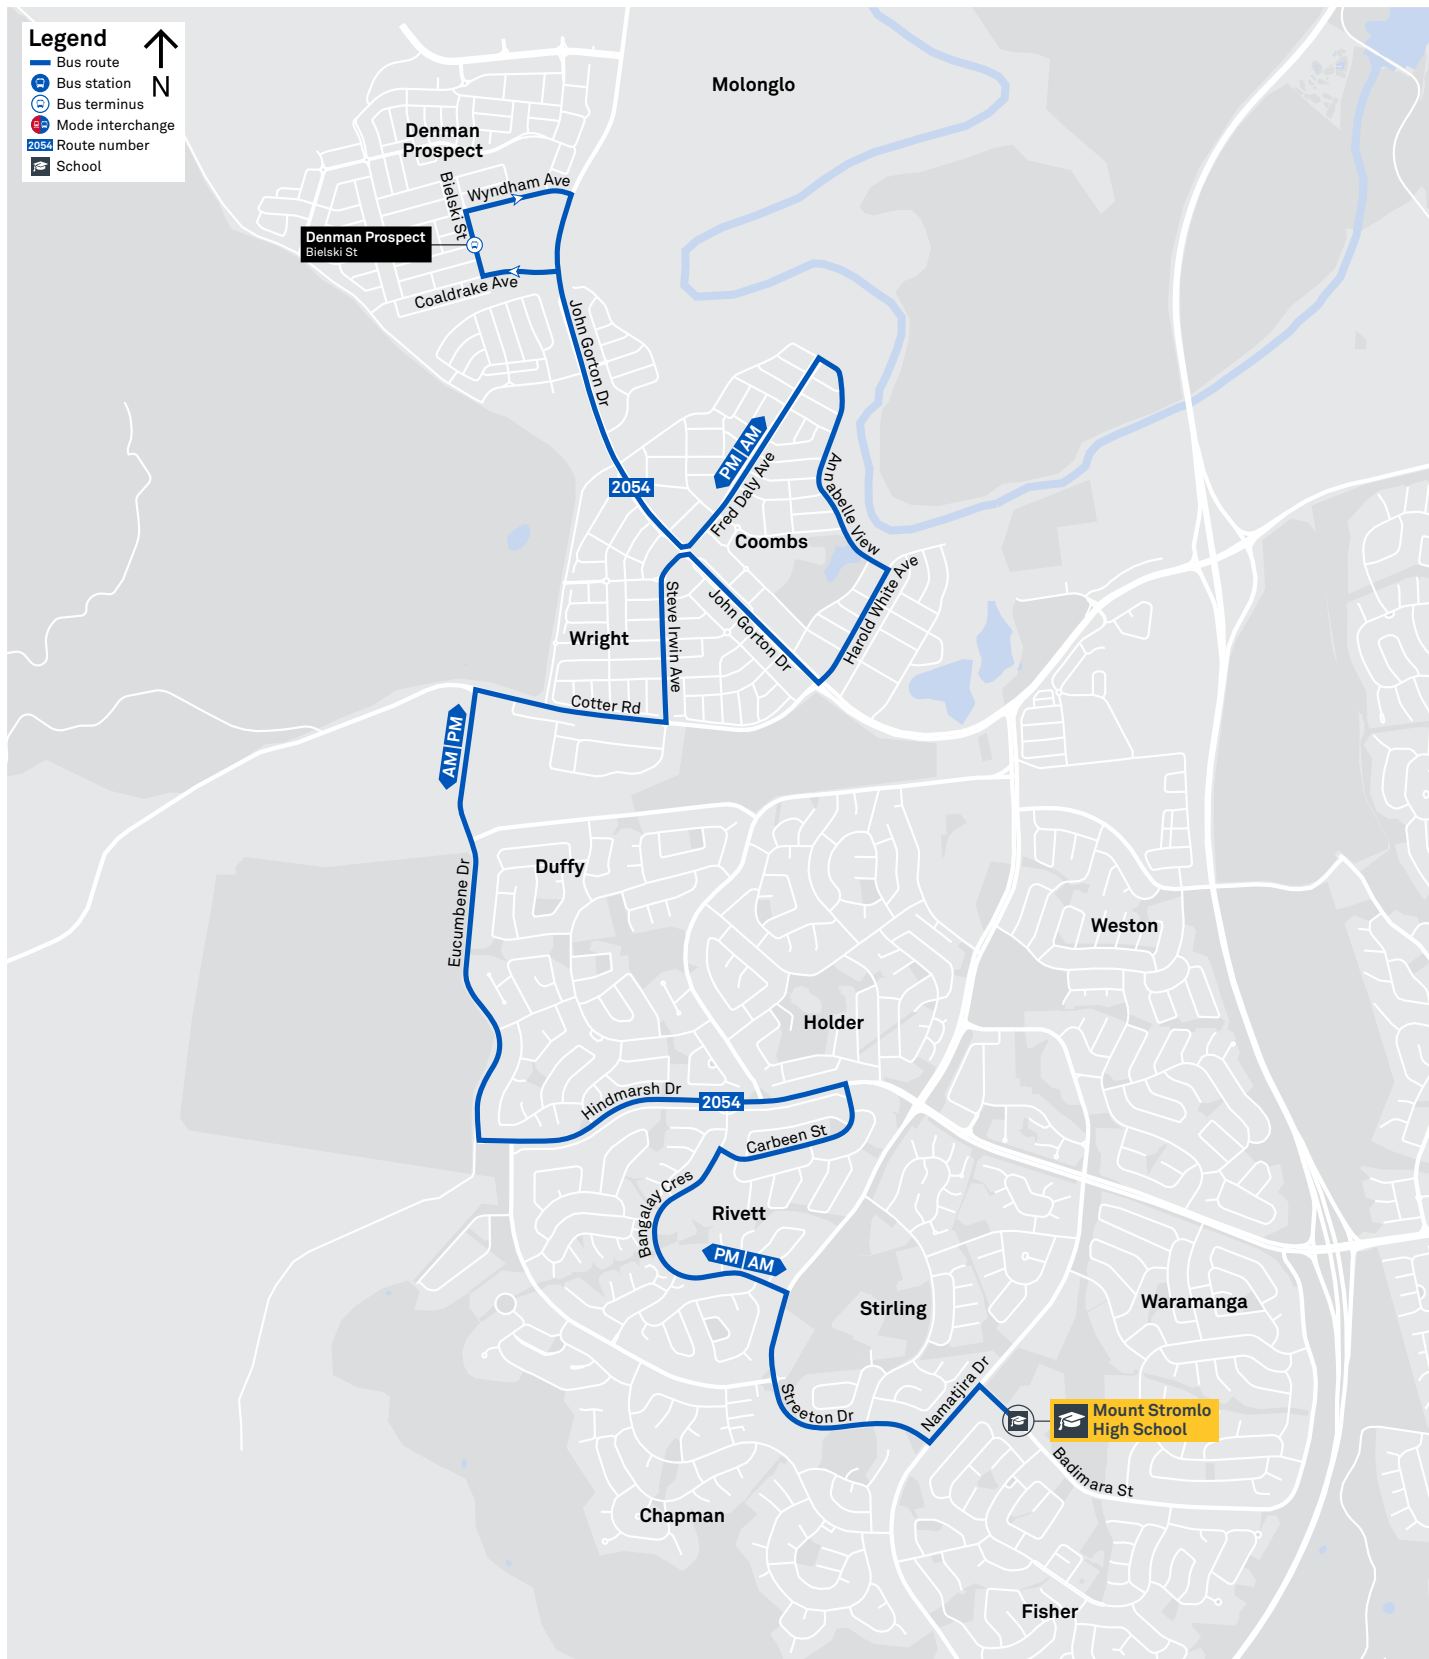 Legend
N
Bus route
Bus station
Bus terminus
Mode interchange
2054 Route number
School
Molonglo
Denman
Prospect
Bielski St
Wyndham Ave
Denman Prospect
Bielski St
Coaldrake Ave
John Gorton Dr
PM | AM
2054
Fred Daly Ave
Annabelle View
Coombs
Harold White Ave
Steve Irwin Ave
John Gorton Dr
Wright
Cotter Rd
AM | PM
Duffy
Eucumbene Dr
Weston
Holder
Hindmarsh Dr
2054
Carbeen St
Bangalay Cres
Rivett
PM | AM
Stirling
Waramanga
Namatjira Dr
Streeton Dr
Mount Stromlo
High School
Badimara St
Chapman
Fisher